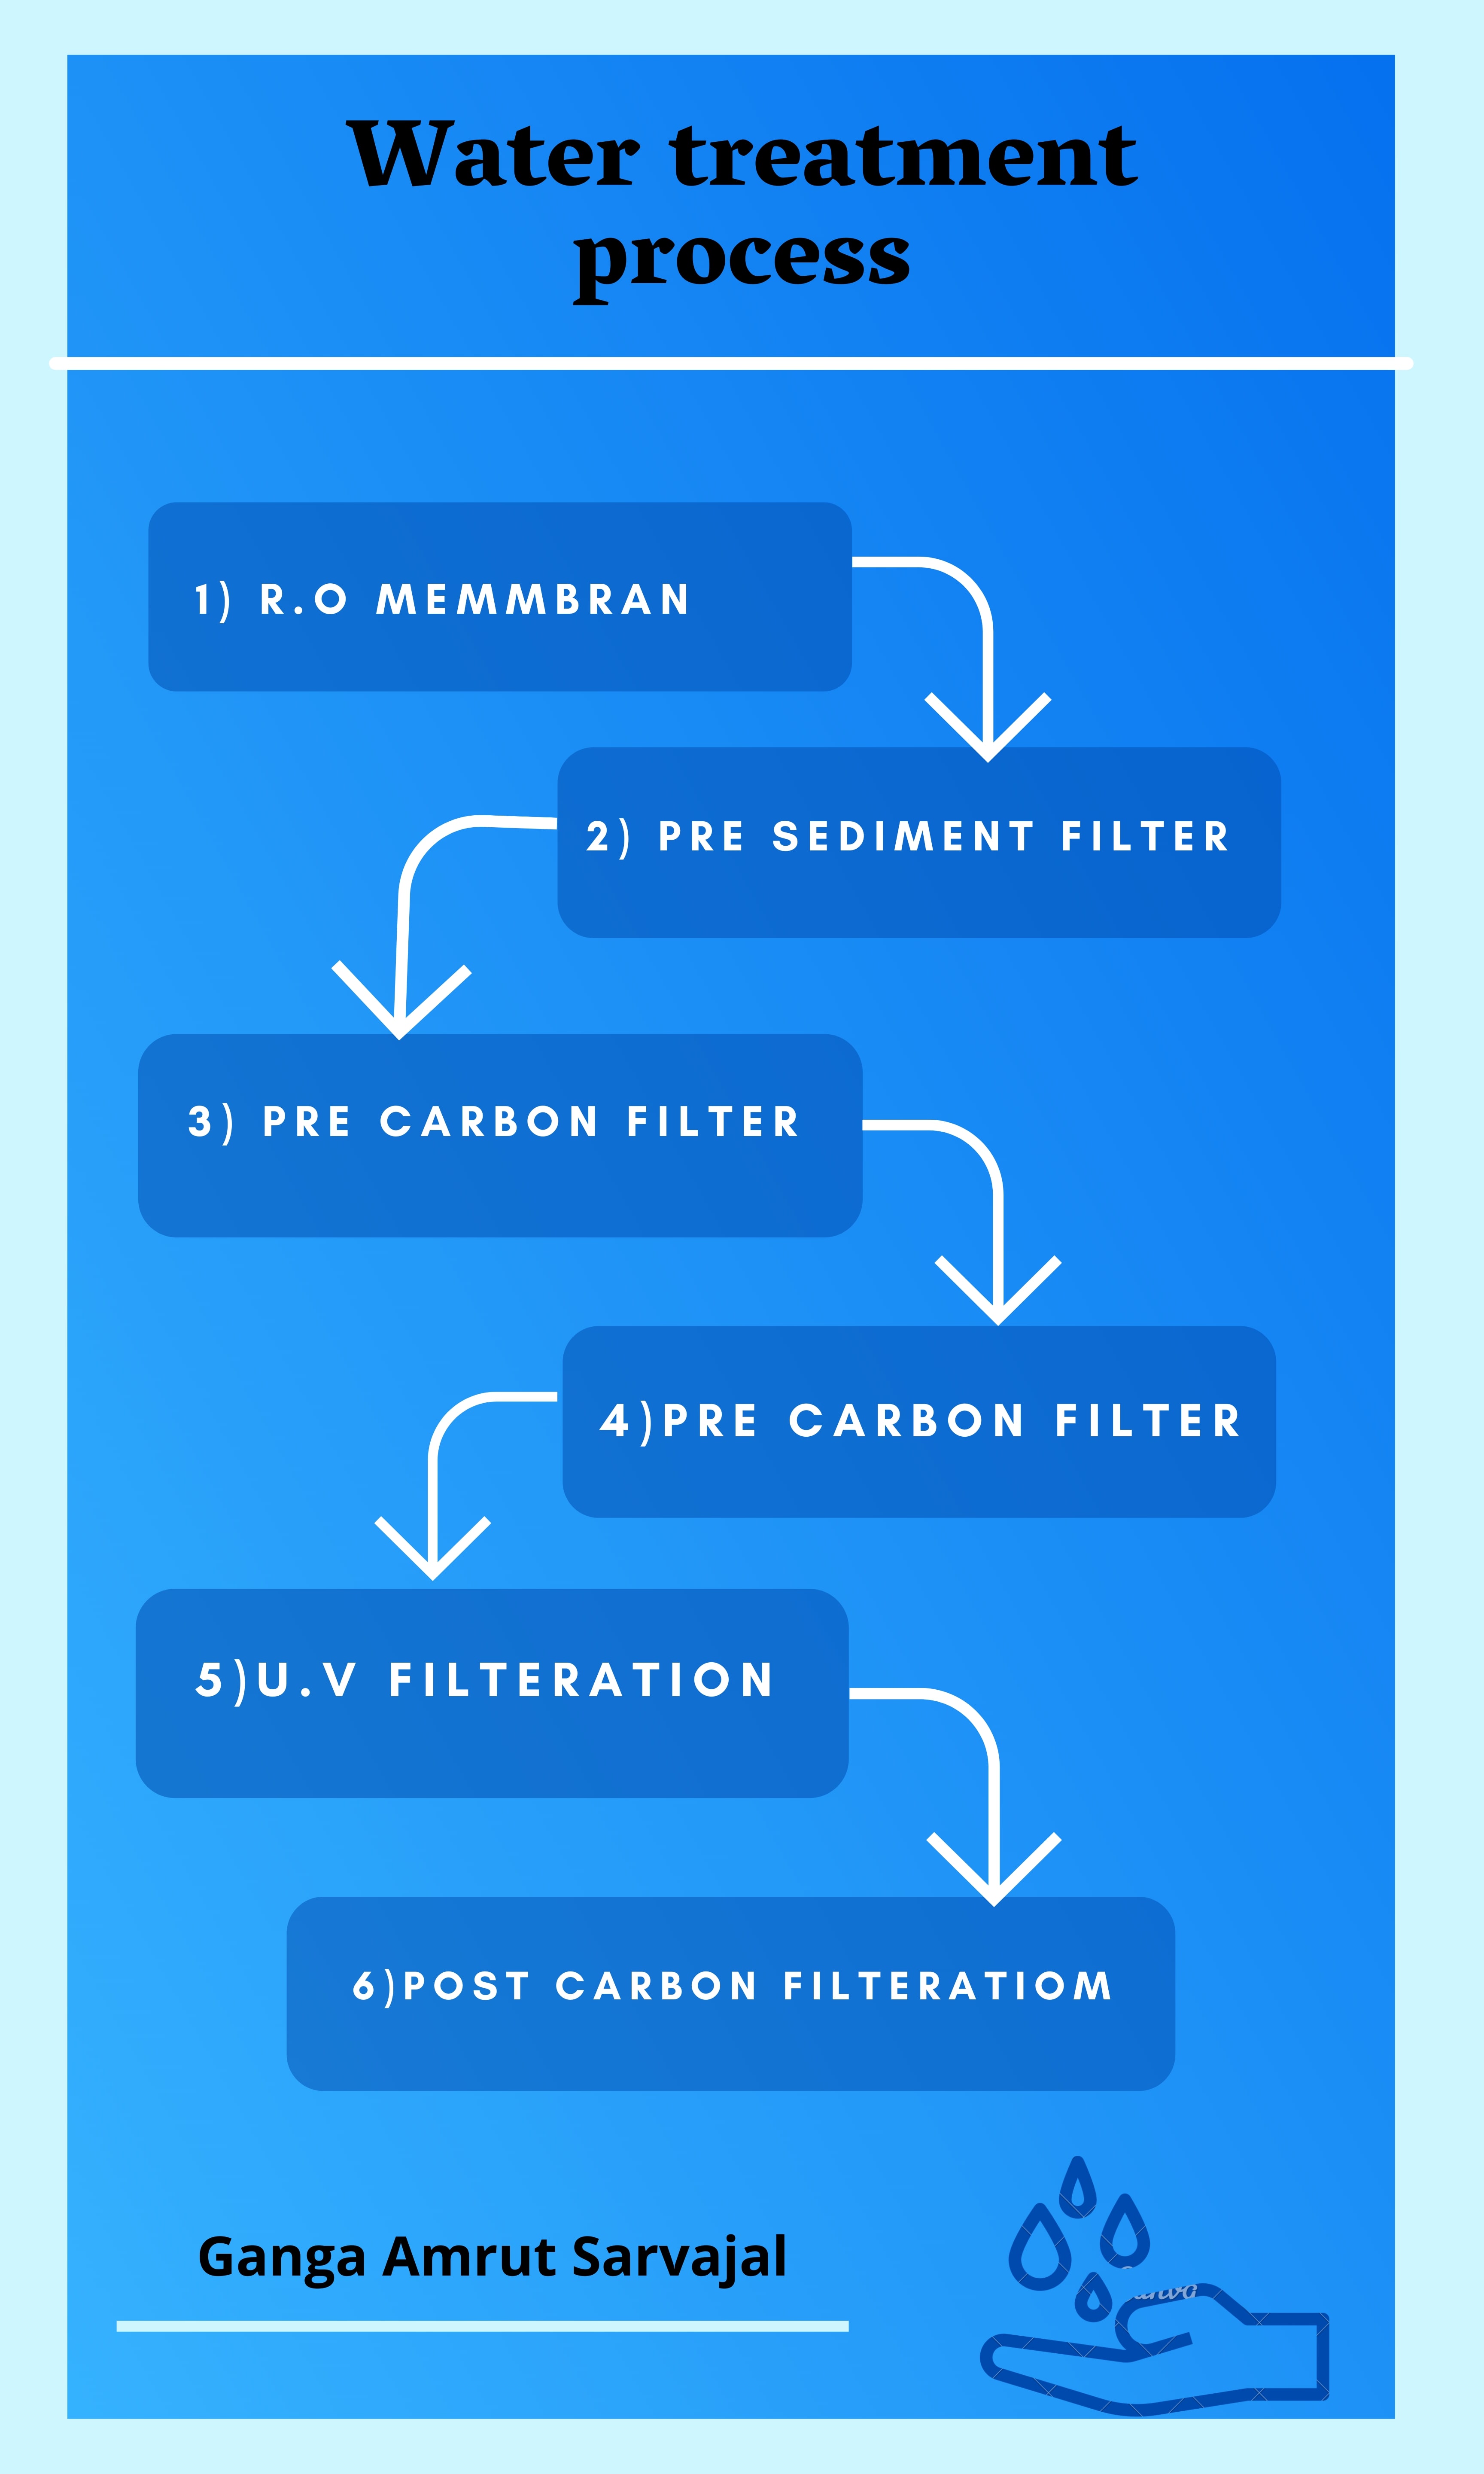 Water treatment
process
1) R.O MEMMBRAN
2) PRE SEDIMENT FILTER
3) PRE CARBON FILTER
4)PRE CARBON FILTER
5)U.V FILTERATION
6)POST CARBON FILTERATIOM
Ganga Amrut Sarvajal